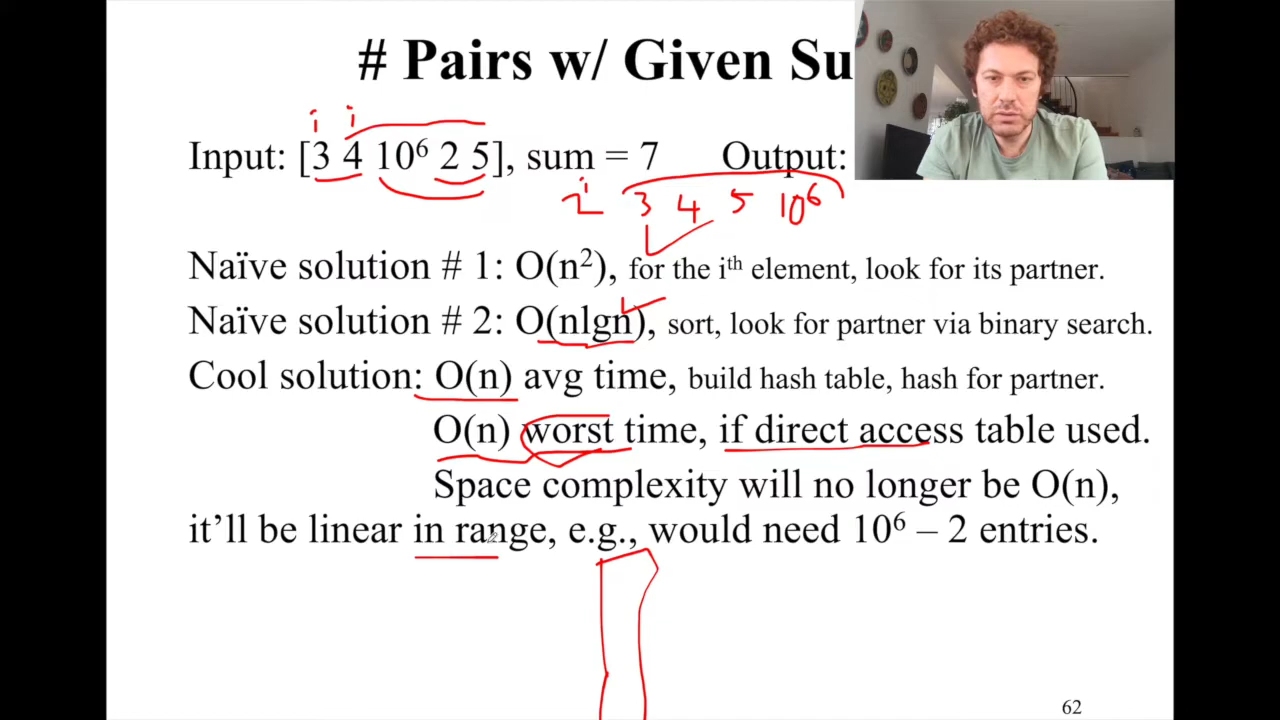 # Pairs w/ Given Su
i i
Input: [3 4 10⁶ 2 5], sum = 7 Output:
i
2 3 4 5 10⁶
Naïve solution # 1: O(n²), for the iᵗʰ element, look for its partner.
Naïve solution # 2: O(nlgn), sort, look for partner via binary search.
Cool solution: O(n) avg time, build hash table, hash for partner.
O(n) worst time, if direct access table used.
Space complexity will no longer be O(n),
it'll be linear in range, e.g., would need 10⁶ – 2 entries.
62